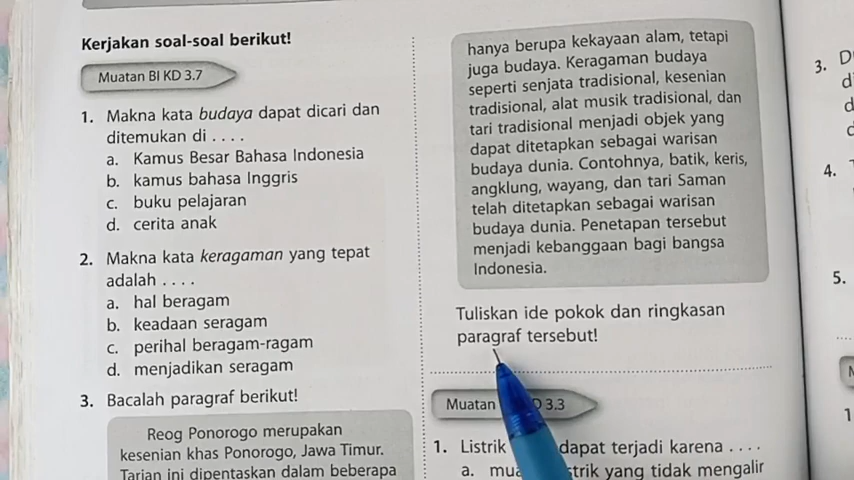 Kerjakan soal-soal berikut!
Muatan BI KD 3.7
1. Makna kata budaya dapat dicari dan
ditemukan di . . . .
a. Kamus Besar Bahasa Indonesia
b. kamus bahasa Inggris
c. buku pelajaran
d. cerita anak
2. Makna kata keragaman yang tepat
adalah . . . .
a. hal beragam
b. keadaan seragam
c. perihal beragam-ragam
d. menjadikan seragam
3. Bacalah paragraf berikut!
Reog Ponorogo merupakan
kesenian khas Ponorogo, Jawa Timur.
Tarian ini dipentaskan dalam beberapa
hanya berupa kekayaan alam, tetapi
juga budaya. Keragaman budaya
seperti senjata tradisional, kesenian
tradisional, alat musik tradisional, dan
tari tradisional menjadi objek yang
dapat ditetapkan sebagai warisan
budaya dunia. Contohnya, batik, keris,
angklung, wayang, dan tari Saman
telah ditetapkan sebagai warisan
budaya dunia. Penetapan tersebut
menjadi kebanggaan bagi bangsa
Indonesia.
Tuliskan ide pokok dan ringkasan
paragraf tersebut!
Muatan 3.3
1. Listrik dapat terjadi karena . . . .
a. yang tidak mengalir
3.
4.
5.
1